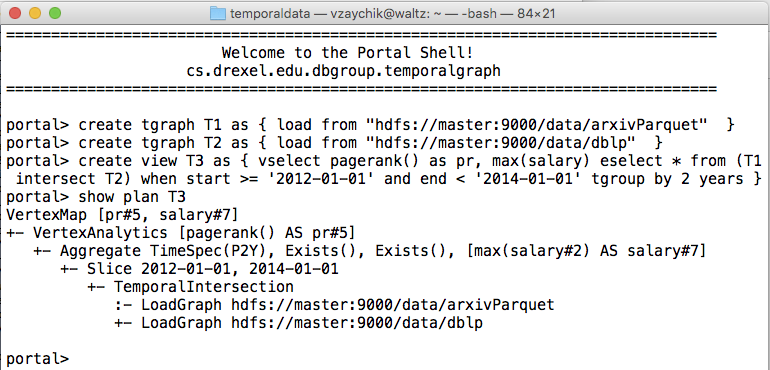 temporaldata — vzaychik@waltz: ~ — -bash — 84×21
================================================================================
Welcome to the Portal Shell!
cs.drexel.edu.dbgroup.temporalgraph
================================================================================
portal> create tgraph T1 as { load from "hdfs://master:9000/data/arxivParquet"  }
portal> create tgraph T2 as { load from "hdfs://master:9000/data/dblp"  }
portal> create view T3 as { vselect pagerank() as pr, max(salary) eselect * from (T1
intersect T2) when start >= '2012-01-01' and end < '2014-01-01' tgroup by 2 years }
portal> show plan T3
VertexMap [pr#5, salary#7]
+- VertexAnalytics [pagerank() AS pr#5]
   +- Aggregate TimeSpec(P2Y), Exists(), Exists(), [max(salary#2) AS salary#7]
      +- Slice 2012-01-01, 2014-01-01
         +- TemporalIntersection
            :- LoadGraph hdfs://master:9000/data/arxivParquet
            +- LoadGraph hdfs://master:9000/data/dblp
portal>